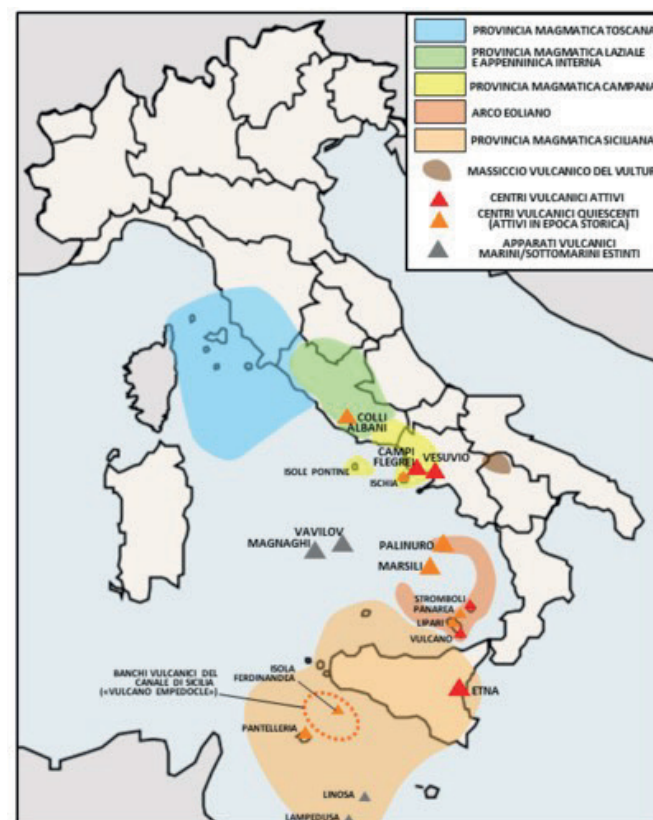 PROVINCIA MAGMATICA TOSCANA
PROVINCIA MAGMATICA LAZIALE
E APPENNINICA INTERNA
PROVINCIA MAGMATICA CAMPANA
ARCO EOLIANO
PROVINCIA MAGMATICA SICILIANA
MASSICCIO VULCANICO DEL VULTUR
CENTRI VULCANICI ATTIVI
CENTRI VULCANICI QUIESCENTI
(ATTIVI IN EPOCA STORICA)
APPARATI VULCANICI
MARINI/SOTTOMARINI ESTINTI
COLLI
ALBANI
CAMPI
FLEGREI
VESUVIO
ISOLE PONTINE
ISCHIA
VAVILOV
MAGNAGHI
PALINURO
MARSILI
STROMBOLI
PANAREA
LIPARI
VULCANO
BANCHI VULCANICI DEL
CANALE DI SICILIA
(«VULCANO EMPEDOCLE»)
ISOLA
FERDINANDEA
ETNA
PANTELLERIA
LINOSA
LAMPEDUSA